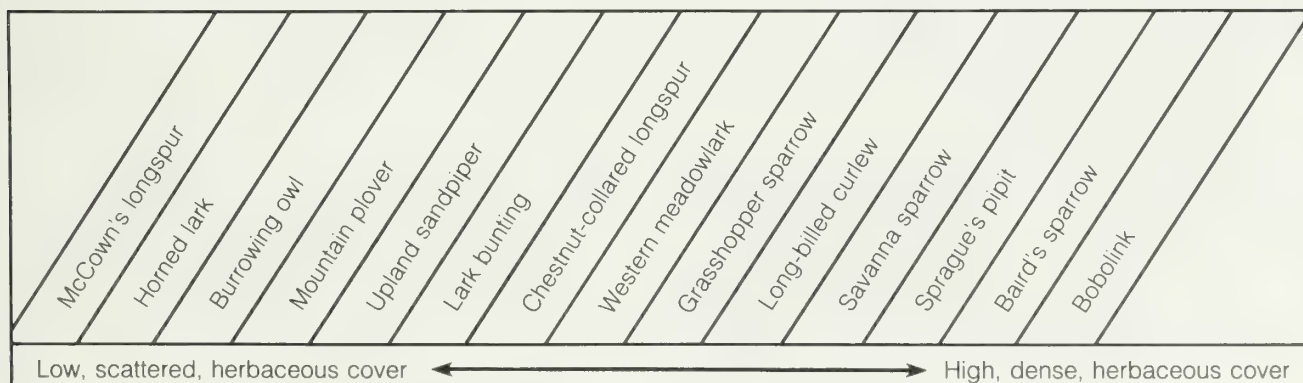 McCown's longspur
Horned lark
Burrowing owl
Mountain plover
Upland sandpiper
Lark bunting
Chestnut-collared longspur
Western meadowlark
Grasshopper sparrow
Long-billed curlew
Savanna sparrow
Sprague's pipit
Baird's sparrow
Bobolink
Low, scattered, herbaceous cover High, dense, herbaceous cover